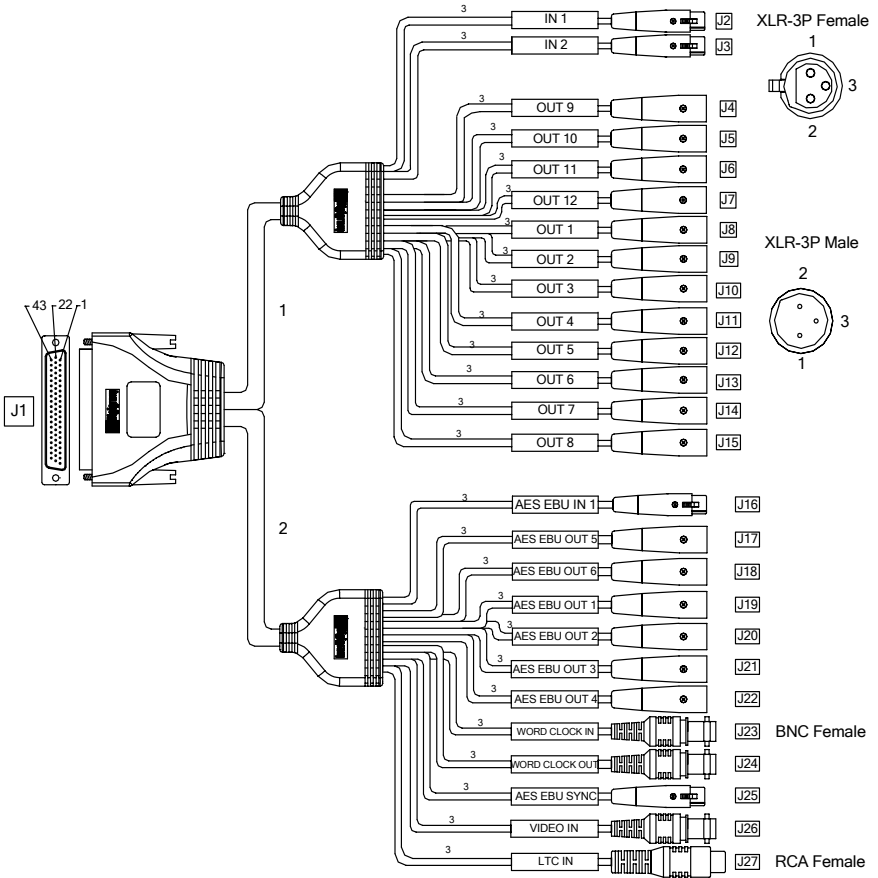 3 IN 1 J2 XLR-3P Female
3 IN 2 J3 1
3
2
3 OUT 9 J4
3 OUT 10 J5
3 OUT 11 J6
3 OUT 12 J7
3 OUT 1 J8
3 OUT 2 J9
3 OUT 3 J10
3 OUT 4 J11
3 OUT 5 J12
3 OUT 6 J13
3 OUT 7 J14
3 OUT 8 J15
XLR-3P Male
2
3
1
1
43 22 1
J1
2
3 AES EBU IN 1 J16
3 AES EBU OUT 5 J17
3 AES EBU OUT 6 J18
3 AES EBU OUT 1 J19
3 AES EBU OUT 2 J20
3 AES EBU OUT 3 J21
3 AES EBU OUT 4 J22
3 WORD CLOCK IN J23 BNC Female
3 WORD CLOCK OUT J24
3 AES EBU SYNC J25
3 VIDEO IN J26
3 LTC IN J27 RCA Female